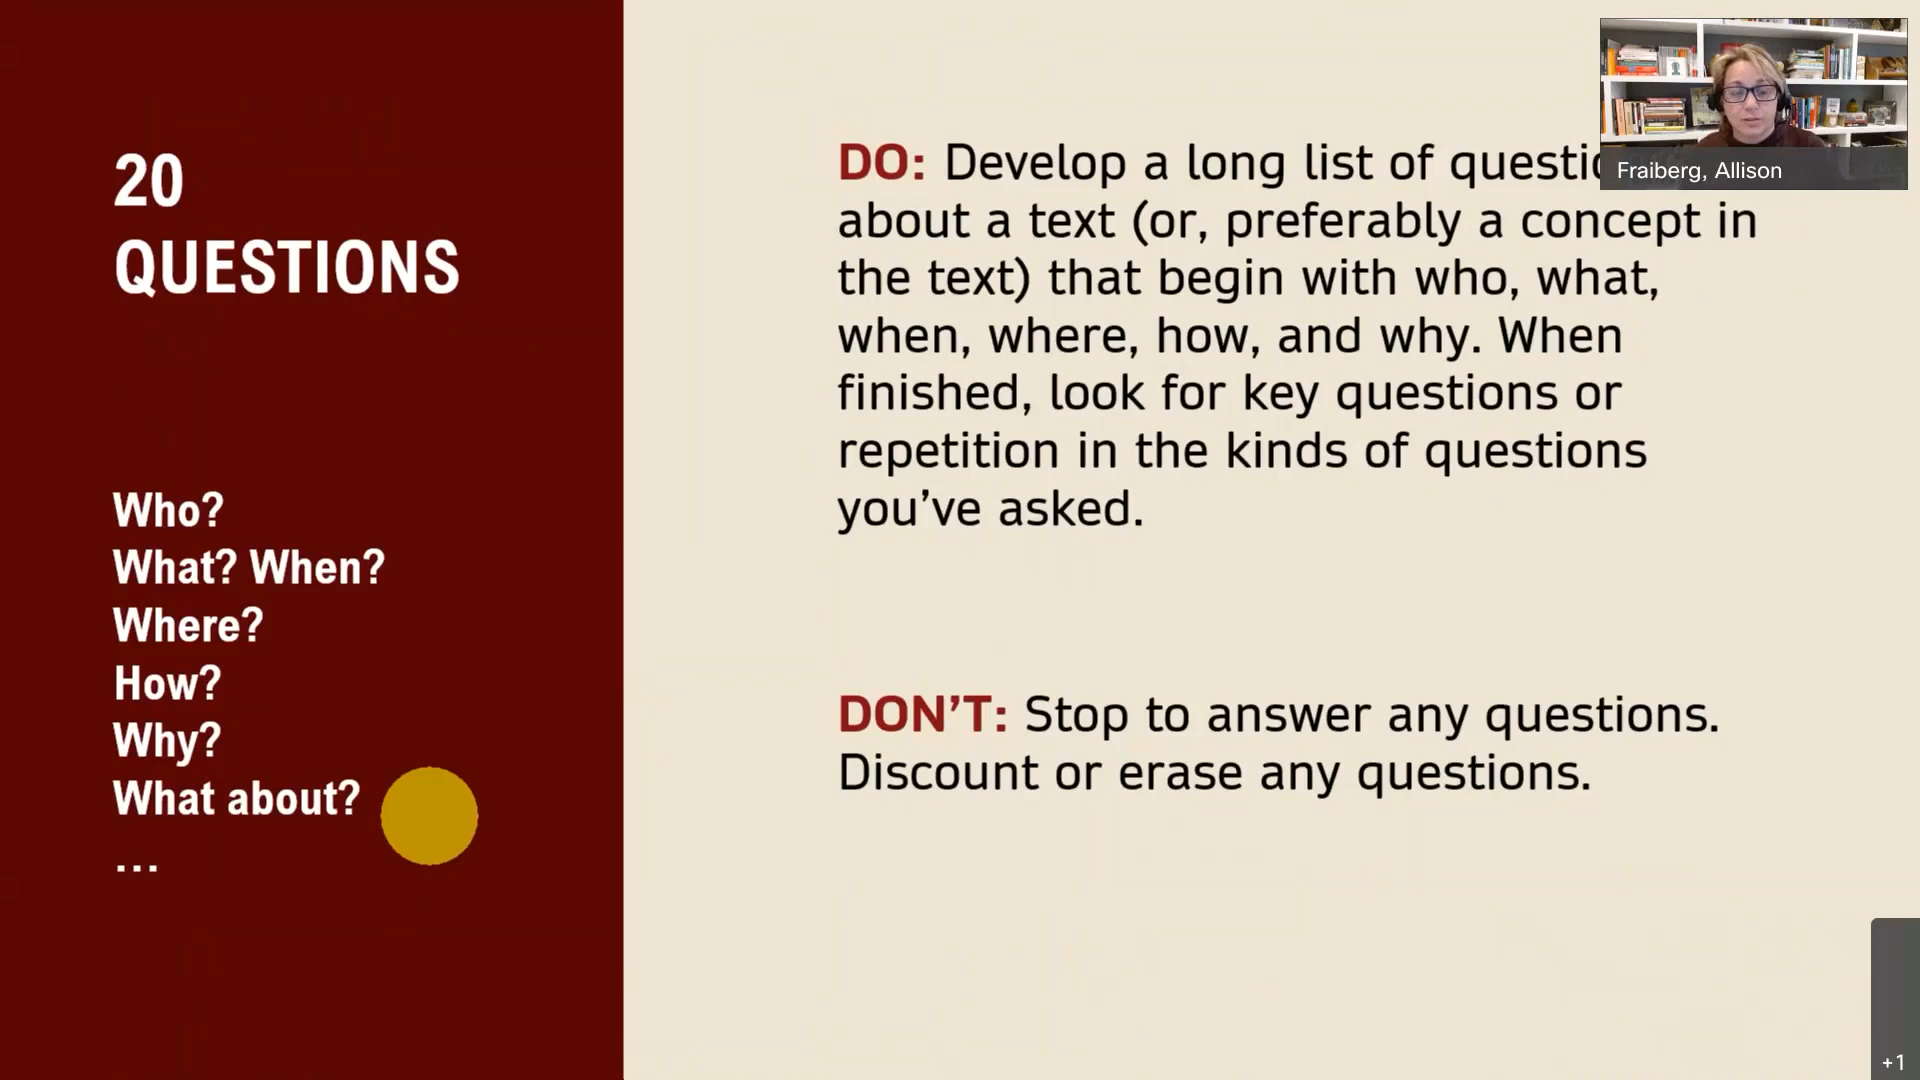 20
QUESTIONS
Who?
What? When?
Where?
How?
Why?
What about?
...
DO: Develop a long list of
about a text (or, preferably a concept in
the text) that begin with who, what,
when, where, how, and why. When
finished, look for key questions or
repetition in the kinds of questions
you’ve asked.
DON’T: Stop to answer any questions.
Discount or erase any questions.
Fraiberg, Allison
+1